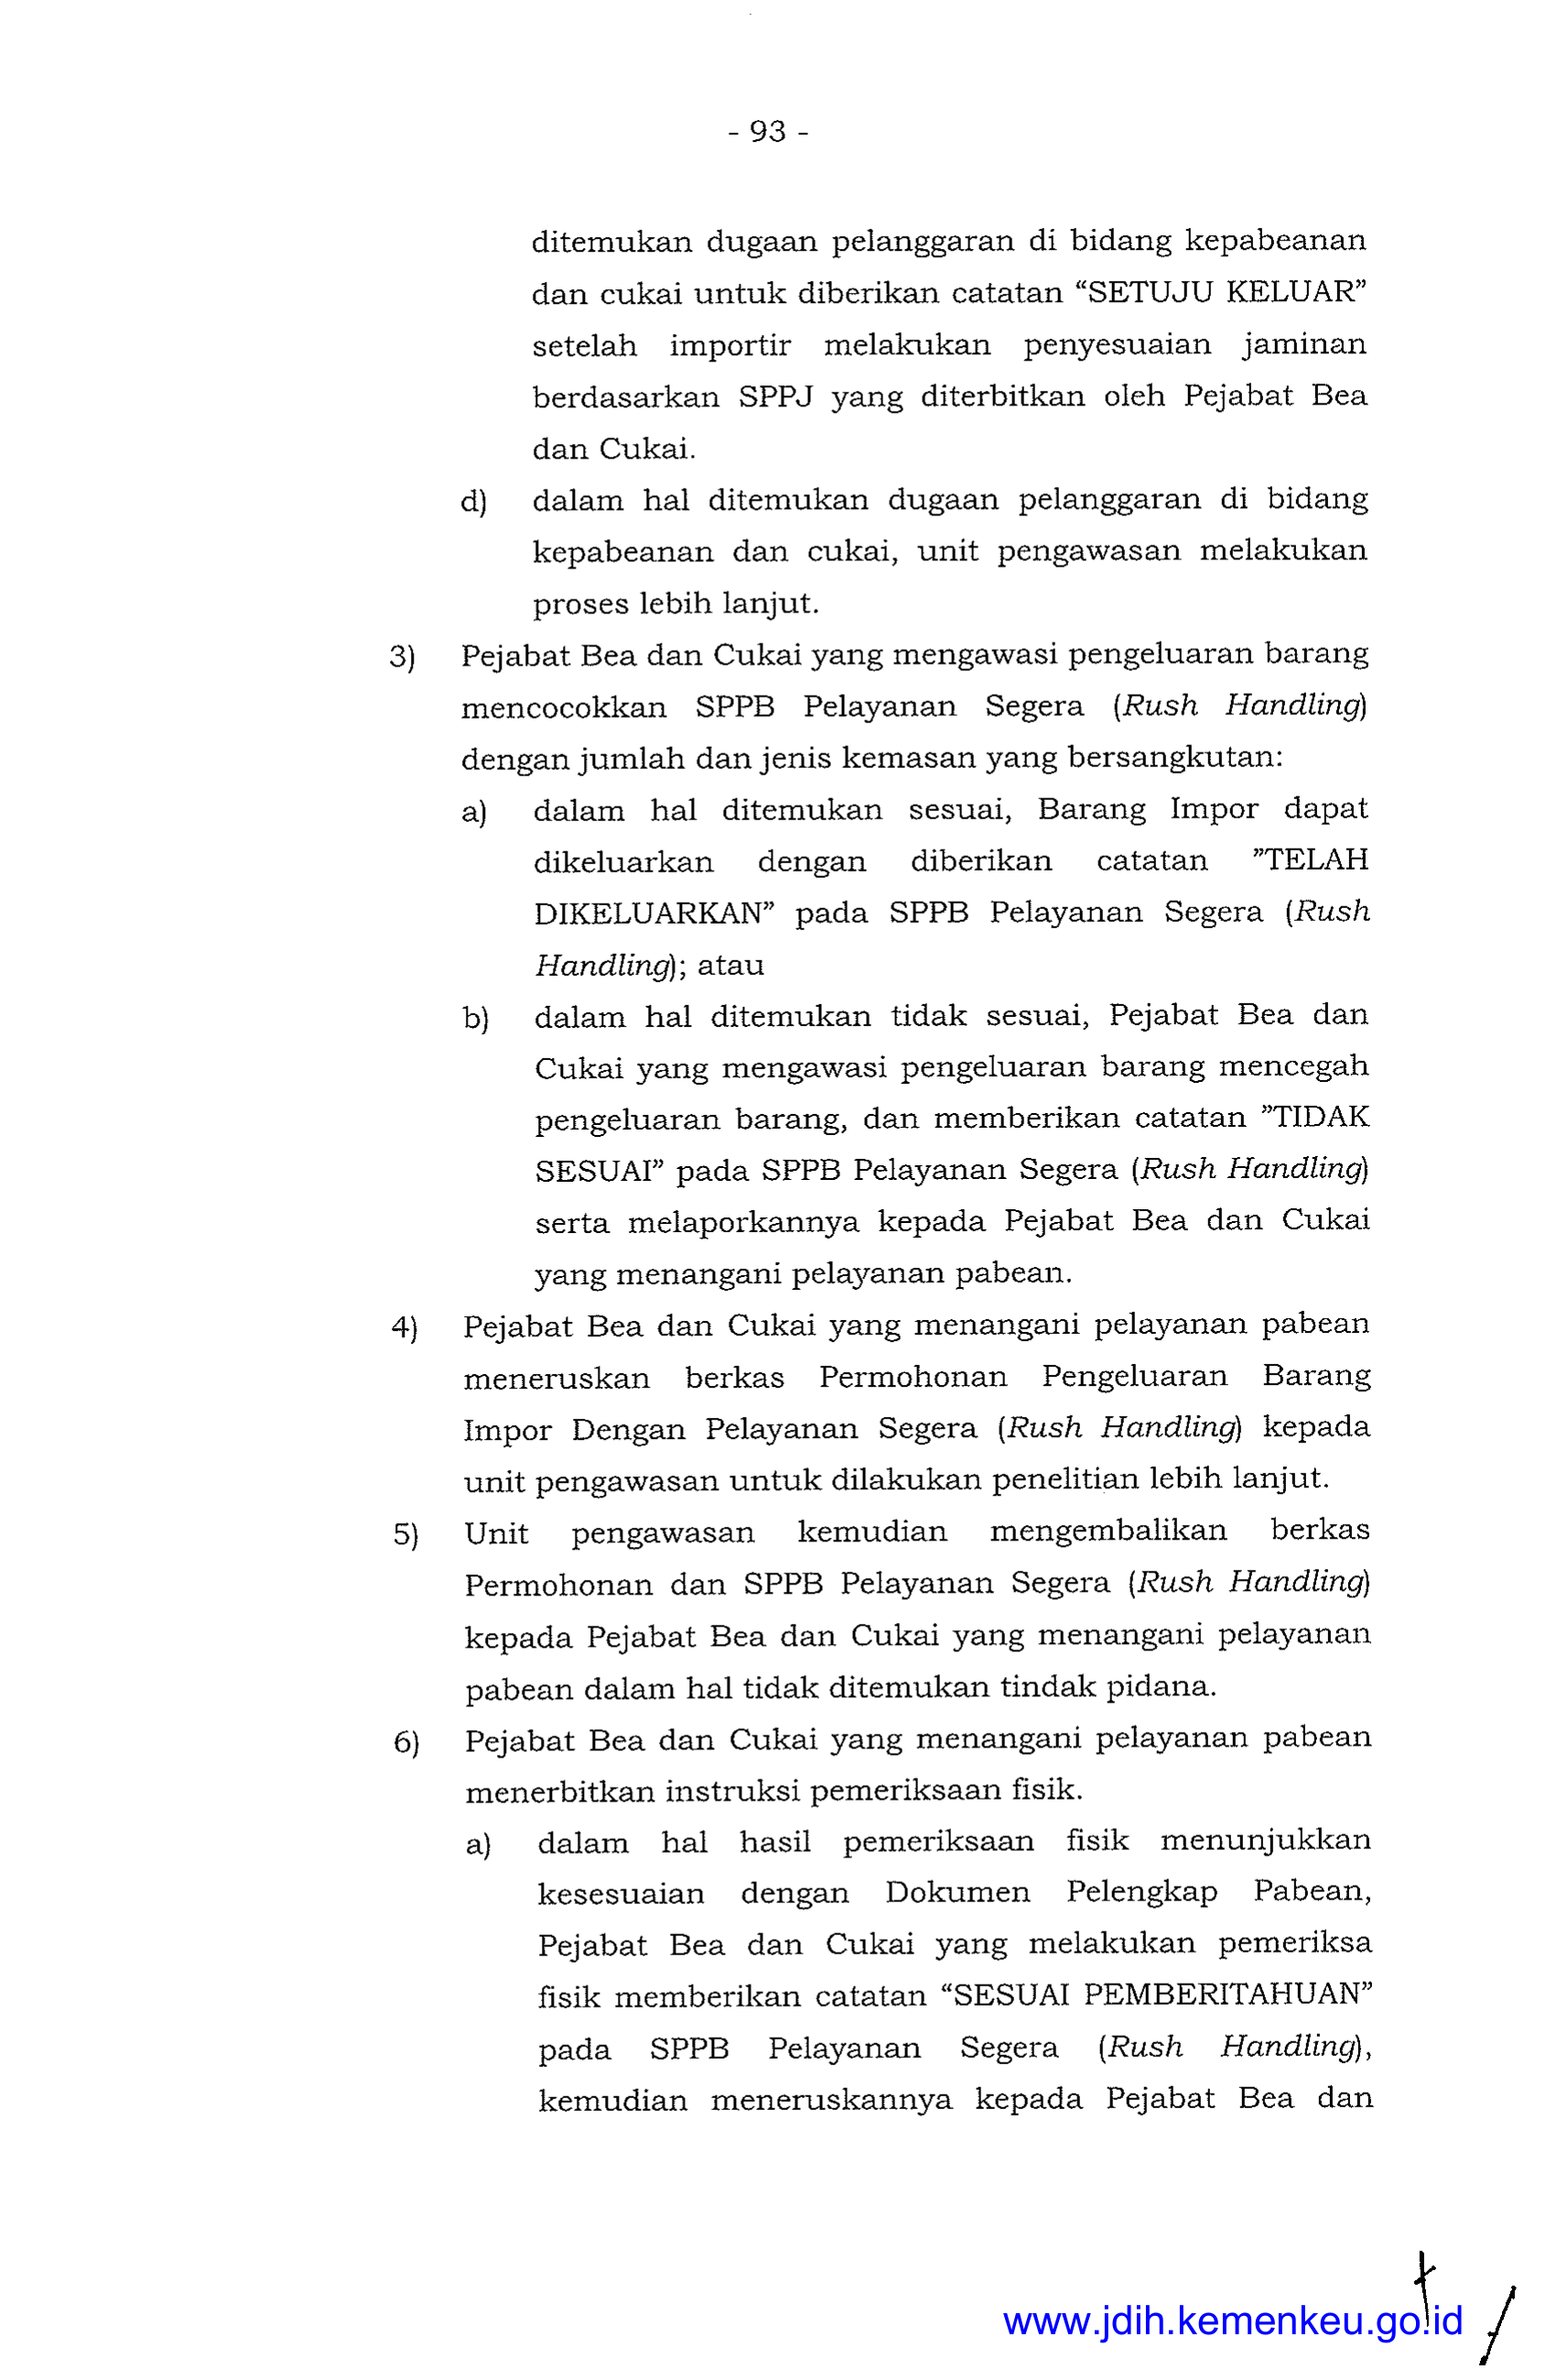 - 93 -
ditemukan dugaan pelanggaran di bidang kepabeanan
dan cukai untuk diberikan catatan “SETUJU KELUAR”
setelah importir melakukan penyesuaian jaminan
berdasarkan SPPJ yang diterbitkan oleh Pejabat Bea
dan Cukai.
d) dalam hal ditemukan dugaan pelanggaran di bidang
kepabeanan dan cukai, unit pengawasan melakukan
proses lebih lanjut.
3) Pejabat Bea dan Cukai yang mengawasi pengeluaran barang
mencocokkan SPPB Pelayanan Segera (Rush Handling)
dengan jumlah dan jenis kemasan yang bersangkutan:
a) dalam hal ditemukan sesuai, Barang Impor dapat
dikeluarkan dengan diberikan catatan ”TELAH
DIKELUARKAN” pada SPPB Pelayanan Segera (Rush
Handling); atau
b) dalam hal ditemukan tidak sesuai, Pejabat Bea dan
Cukai yang mengawasi pengeluaran barang mencegah
pengeluaran barang, dan memberikan catatan ”TIDAK
SESUAI” pada SPPB Pelayanan Segera (Rush Handling)
serta melaporkannya kepada Pejabat Bea dan Cukai
yang menangani pelayanan pabean.
4) Pejabat Bea dan Cukai yang menangani pelayanan pabean
meneruskan berkas Permohonan Pengeluaran Barang
Impor Dengan Pelayanan Segera (Rush Handling) kepada
unit pengawasan untuk dilakukan penelitian lebih lanjut.
5) Unit pengawasan kemudian mengembalikan berkas
Permohonan dan SPPB Pelayanan Segera (Rush Handling)
kepada Pejabat Bea dan Cukai yang menangani pelayanan
pabean dalam hal tidak ditemukan tindak pidana.
6) Pejabat Bea dan Cukai yang menangani pelayanan pabean
menerbitkan instruksi pemeriksaan fisik.
a) dalam hal hasil pemeriksaan fisik menunjukkan
kesesuaian dengan Dokumen Pelengkap Pabean,
Pejabat Bea dan Cukai yang melakukan pemeriksa
fisik memberikan catatan “SESUAI PEMBERITAHUAN”
pada SPPB Pelayanan Segera (Rush Handling),
kemudian meneruskannya kepada Pejabat Bea dan
www.jdih.kemenkeu.go.id